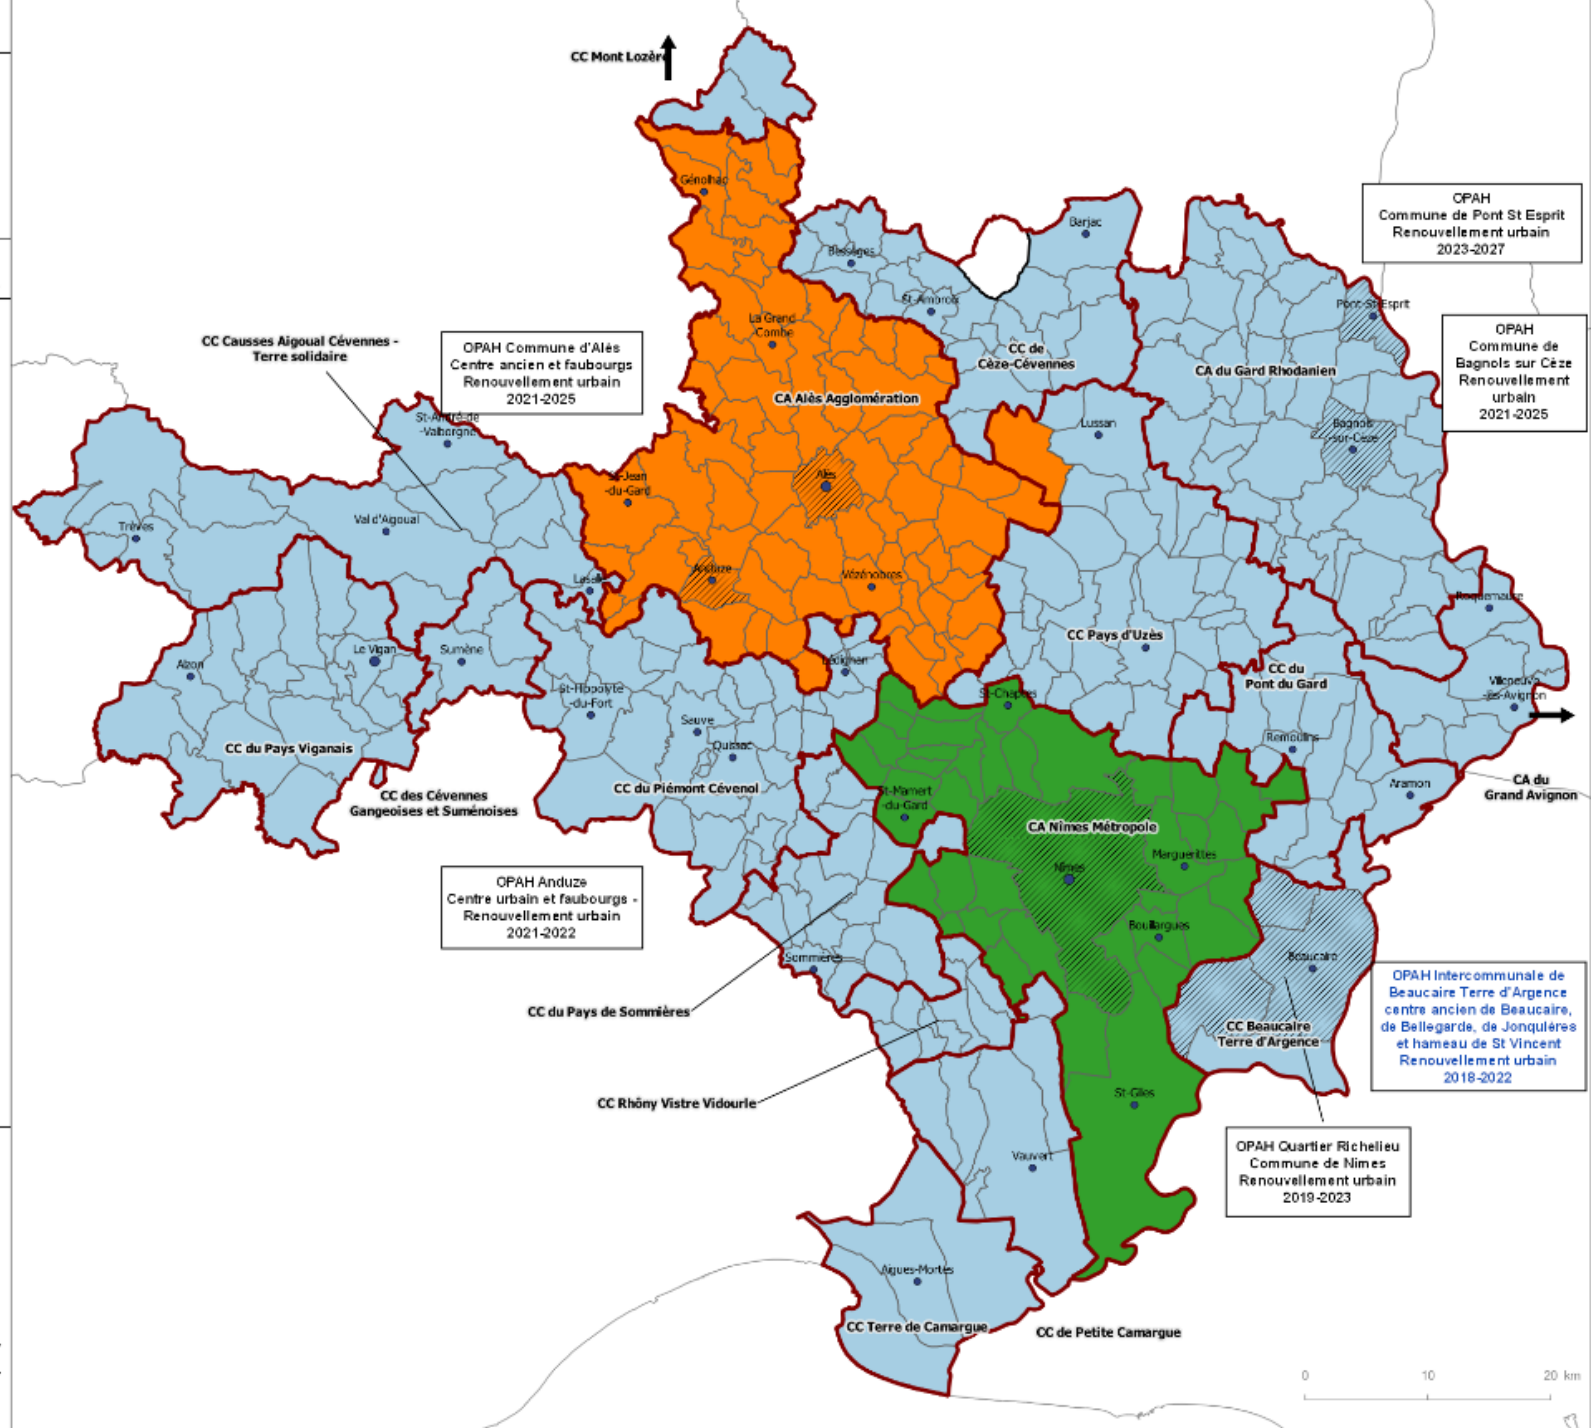 CC Mont Lozère
Génolhac
OPAH
Commune de Pont St Esprit
Renouvellement urbain
2023-2027
Barjac
Bessèges
St-Ambroix
Pont-St-Esprit
La Grand
Combe
OPAH
Commune de
Bagnols sur Cèze
Renouvellement
urbain
2021-2025
CC Causses Aigoual Cévennes -
Terre solidaire
OPAH Commune d'Alès
Centre ancien et faubourgs
Renouvellement urbain
2021-2025
CC de
Cèze-Cévennes
CA du Gard Rhodanien
CA Alès Agglomération
St-André-de
-Valborgne
Lussan
Bagnols
-sur-Cèze
St-Jean
-du-Gard
Alès
Trèves
Val d'Aigoual
Lasalle
Anduze
Vézénobres
Roquemaure
CC Pays d'Uzès
Alzon
Le Vigan
Sumène
Lédignan
CC du
Pont du Gard
St-Hippolyte
-du-Fort
St-Chaptes
Villeneuve
-lès-Avignon
Sauve
Quissac
Remoulins
CC du Pays Viganais
CC des Cévennes
Gangeoises et Suménoises
CC du Piémont Cévenol
St-Mamert
-du-Gard
Aramon
CA du
Grand Avignon
CA Nîmes Métropole
Marguerittes
Nîmes
OPAH Anduze
Centre urbain et faubourgs -
Renouvellement urbain
2021-2022
Bouillargues
Sommières
Beaucaire
OPAH Intercommunale de
Beaucaire Terre d'Argence
centre ancien de Beaucaire,
de Bellegarde, de Jonquières
et hameau de St Vincent
Renouvellement urbain
2018-2022
CC du Pays de Sommières
CC Beaucaire
Terre d'Argence
CC Rhôny Vistre Vidourle
St-Gilles
OPAH Quartier Richelieu
Commune de Nimes
Renouvellement urbain
2019-2023
Vauvert
Aigues-Mortes
CC Terre de Camargue
CC de Petite Camargue
0 10 20 km